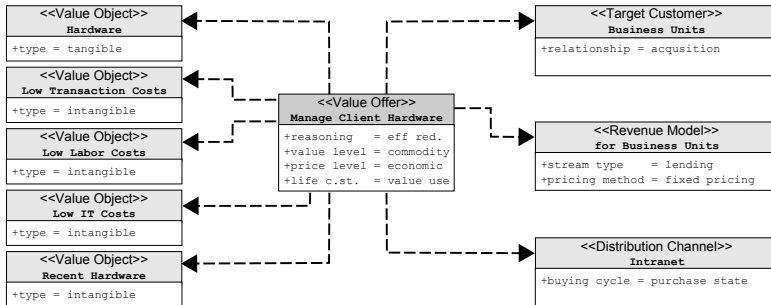 <<Value Object>>
Hardware
+type = tangible
<<Value Object>>
Low Transaction Costs
+type = intangible
<<Value Object>>
Low Labor Costs
+type = intangible
<<Value Object>>
Low IT Costs
+type = intangible
<<Value Object>>
Recent Hardware
+type = intangible
<<Value Offer>>
Manage Client Hardware
+reasoning = eff red.
+value level = commodity
+price level = economic
+life c.st. = value use
<<Target Customer>>
Business Units
+relationship = acqusition
<<Revenue Model>>
for Business Units
+stream type = lending
+pricing method = fixed pricing
<<Distribution Channel>>
Intranet
+buying cycle = purchase state